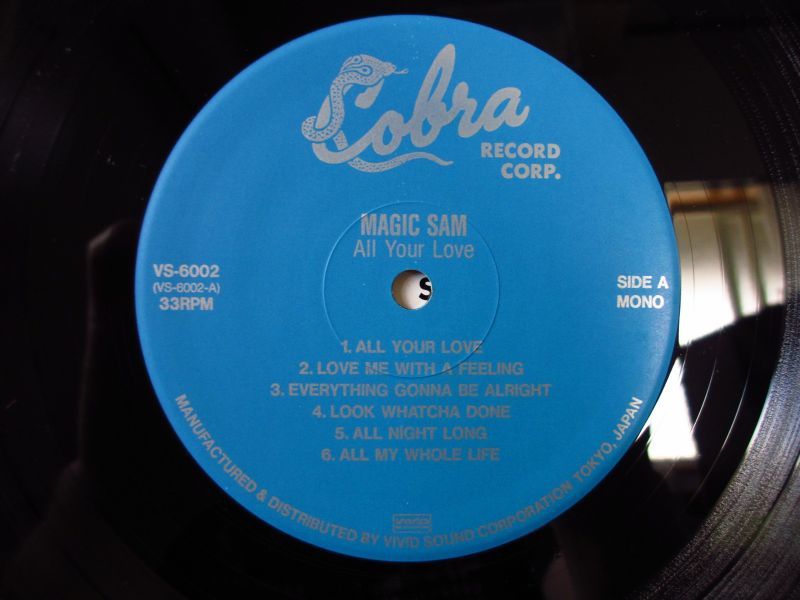 Cobra
RECORD
CORP.
MAGIC SAM
All Your Love
VS-6002
(VS-6002-A)
33RPM
SIDE A
MONO
S
1. ALL YOUR LOVE
2. LOVE ME WITH A FEELING
3. EVERYTHING GONNA BE ALRIGHT
4. LOOK WHATCHA DONE
5. ALL NIGHT LONG
6. ALL MY WHOLE LIFE
MANUFACTURED & DISTRIBUTED BY VIVID SOUND CORPORATION TOKYO, JAPAN